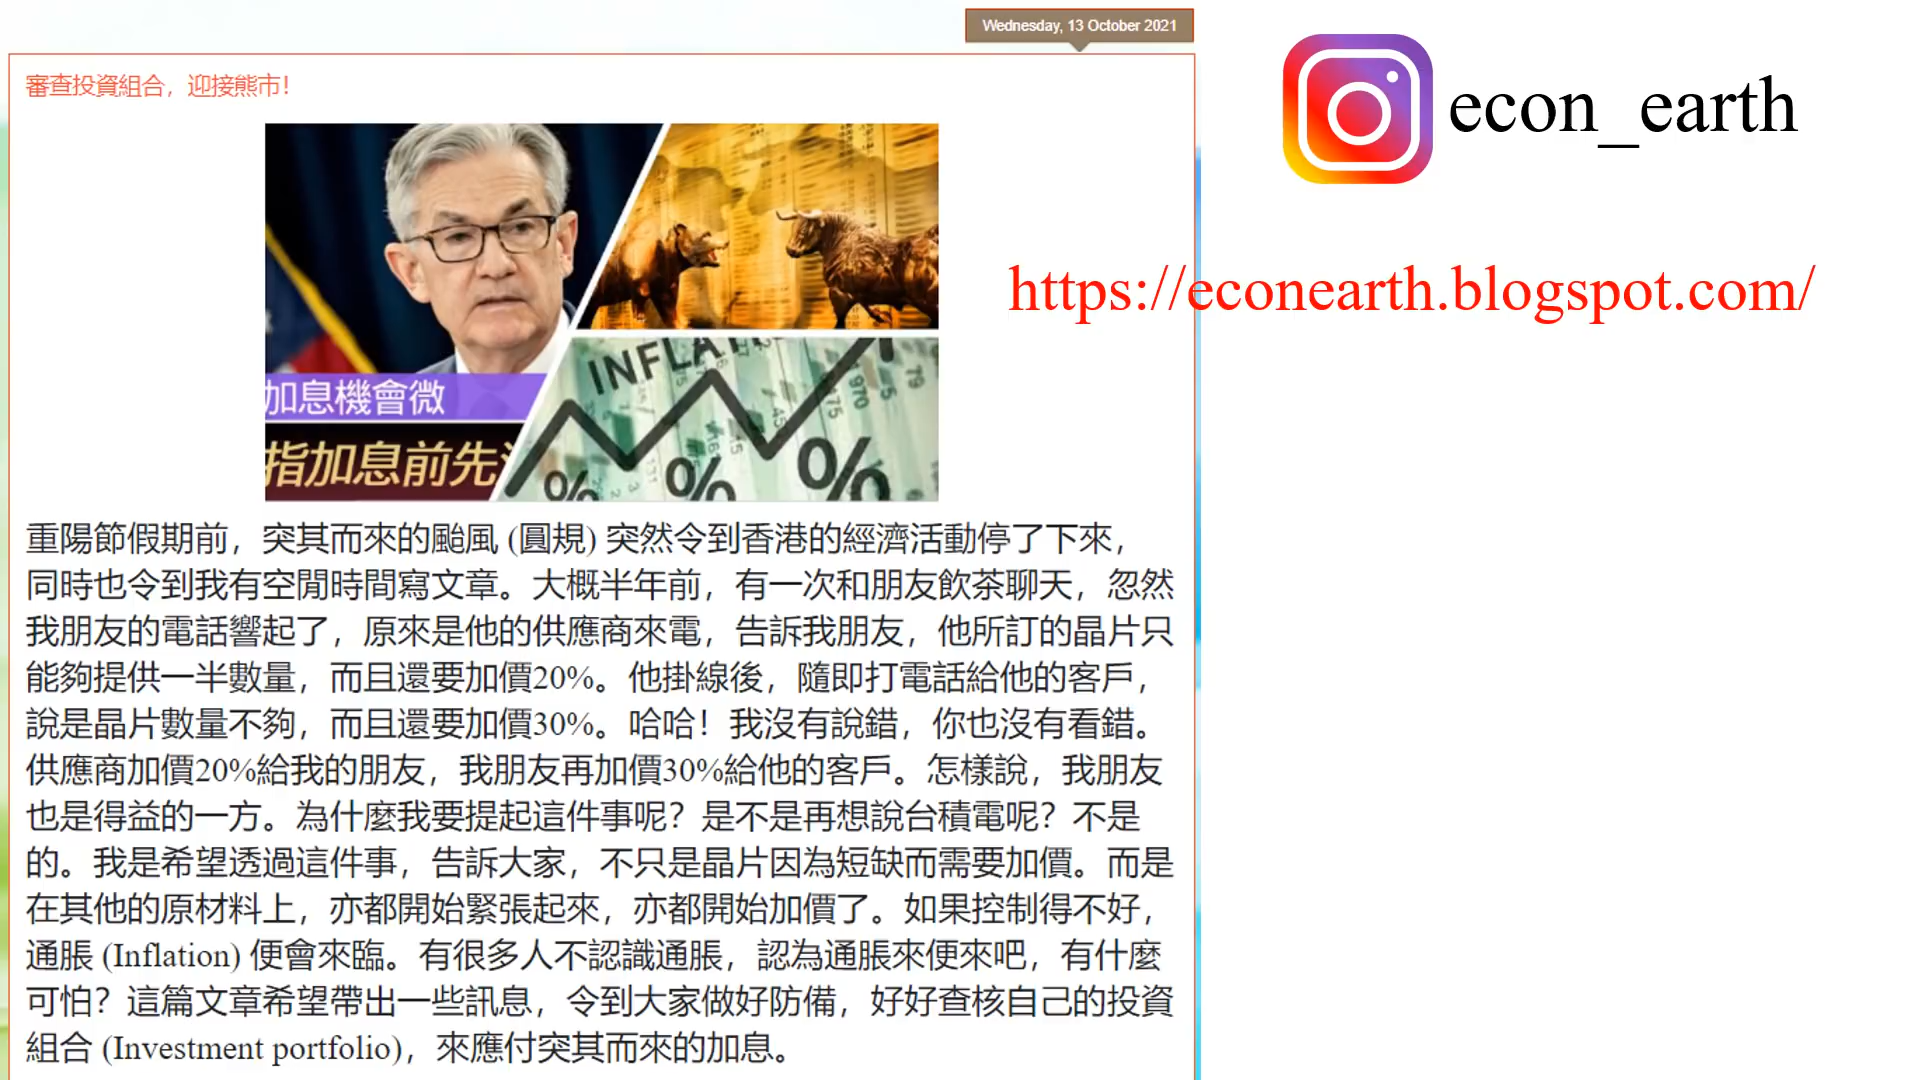 Wednesday, 13 October 2021
審查投資組合，迎接熊市！
econ_earth
https://econearth.blogspot.com/
加息機會微
指加息前先
INFLA
% % %
重陽節假期前，突其而來的颱風 (圓規) 突然令到香港的經濟活動停了下來，
同時也令到我有空閒時間寫文章。大概半年前，有一次和朋友飲茶聊天，忽然
我朋友的電話響起了，原來是他的供應商來電，告訴我朋友，他所訂的晶片只
能夠提供一半數量，而且還要加價20%。他掛線後，隨即打電話給他的客戶，
說是晶片數量不夠，而且還要加價30%。哈哈！我沒有說錯，你也沒有看錯。
供應商加價20%給我的朋友，我朋友再加價30%給他的客戶。怎樣說，我朋友
也是得益的一方。為什麼我要提起這件事呢？是不是再想說台積電呢？不是
的。我是希望透過這件事，告訴大家，不只是晶片因為短缺而需要加價。而是
在其他的原材料上，亦都開始緊張起來，亦都開始加價了。如果控制得不好，
通脹 (Inflation) 便會來臨。有很多人不認識通脹，認為通脹來便來吧，有什麼
可怕？這篇文章希望帶出一些訊息，令到大家做好防備，好好查核自己的投資
組合 (Investment portfolio)，來應付突其而來的加息。